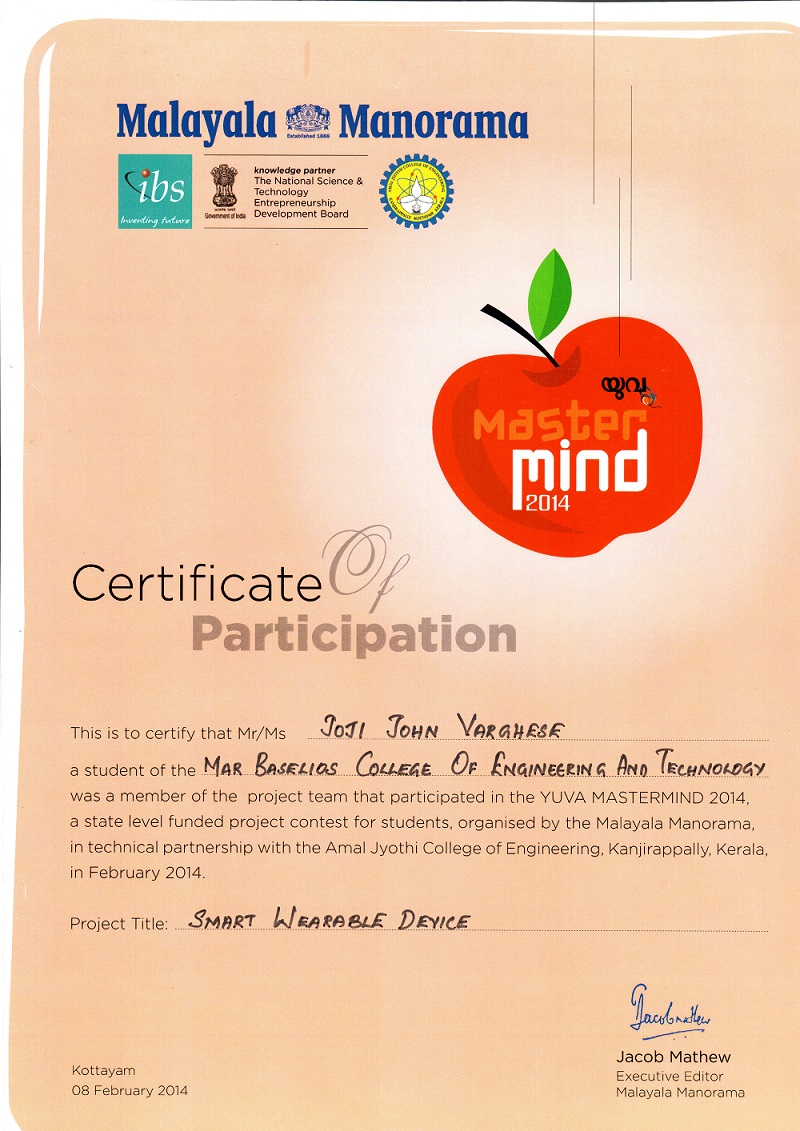 Malayala Manorama
Established 1888
ibs
Inventing future
Government of India
knowledge partner
The National Science &
Technology
Entrepreneurship
Development Board
യുവ
Master
mind
2014
Certificate Of
Participation
This is to certify that Mr/Ms JOJI JOHN VARGHESE
a student of the MAR BASELIOS COLLEGE OF ENGINEERING AND TECHNOLOGY
was a member of the project team that participated in the YUVA MASTERMIND 2014,
a state level funded project contest for students, organised by the Malayala Manorama,
in technical partnership with the Amal Jyothi College of Engineering, Kanjirappally, Kerala,
in February 2014.
Project Title: SMART WEARABLE DEVICE
Jacobmathew
Jacob Mathew
Executive Editor
Malayala Manorama
Kottayam
08 February 2014